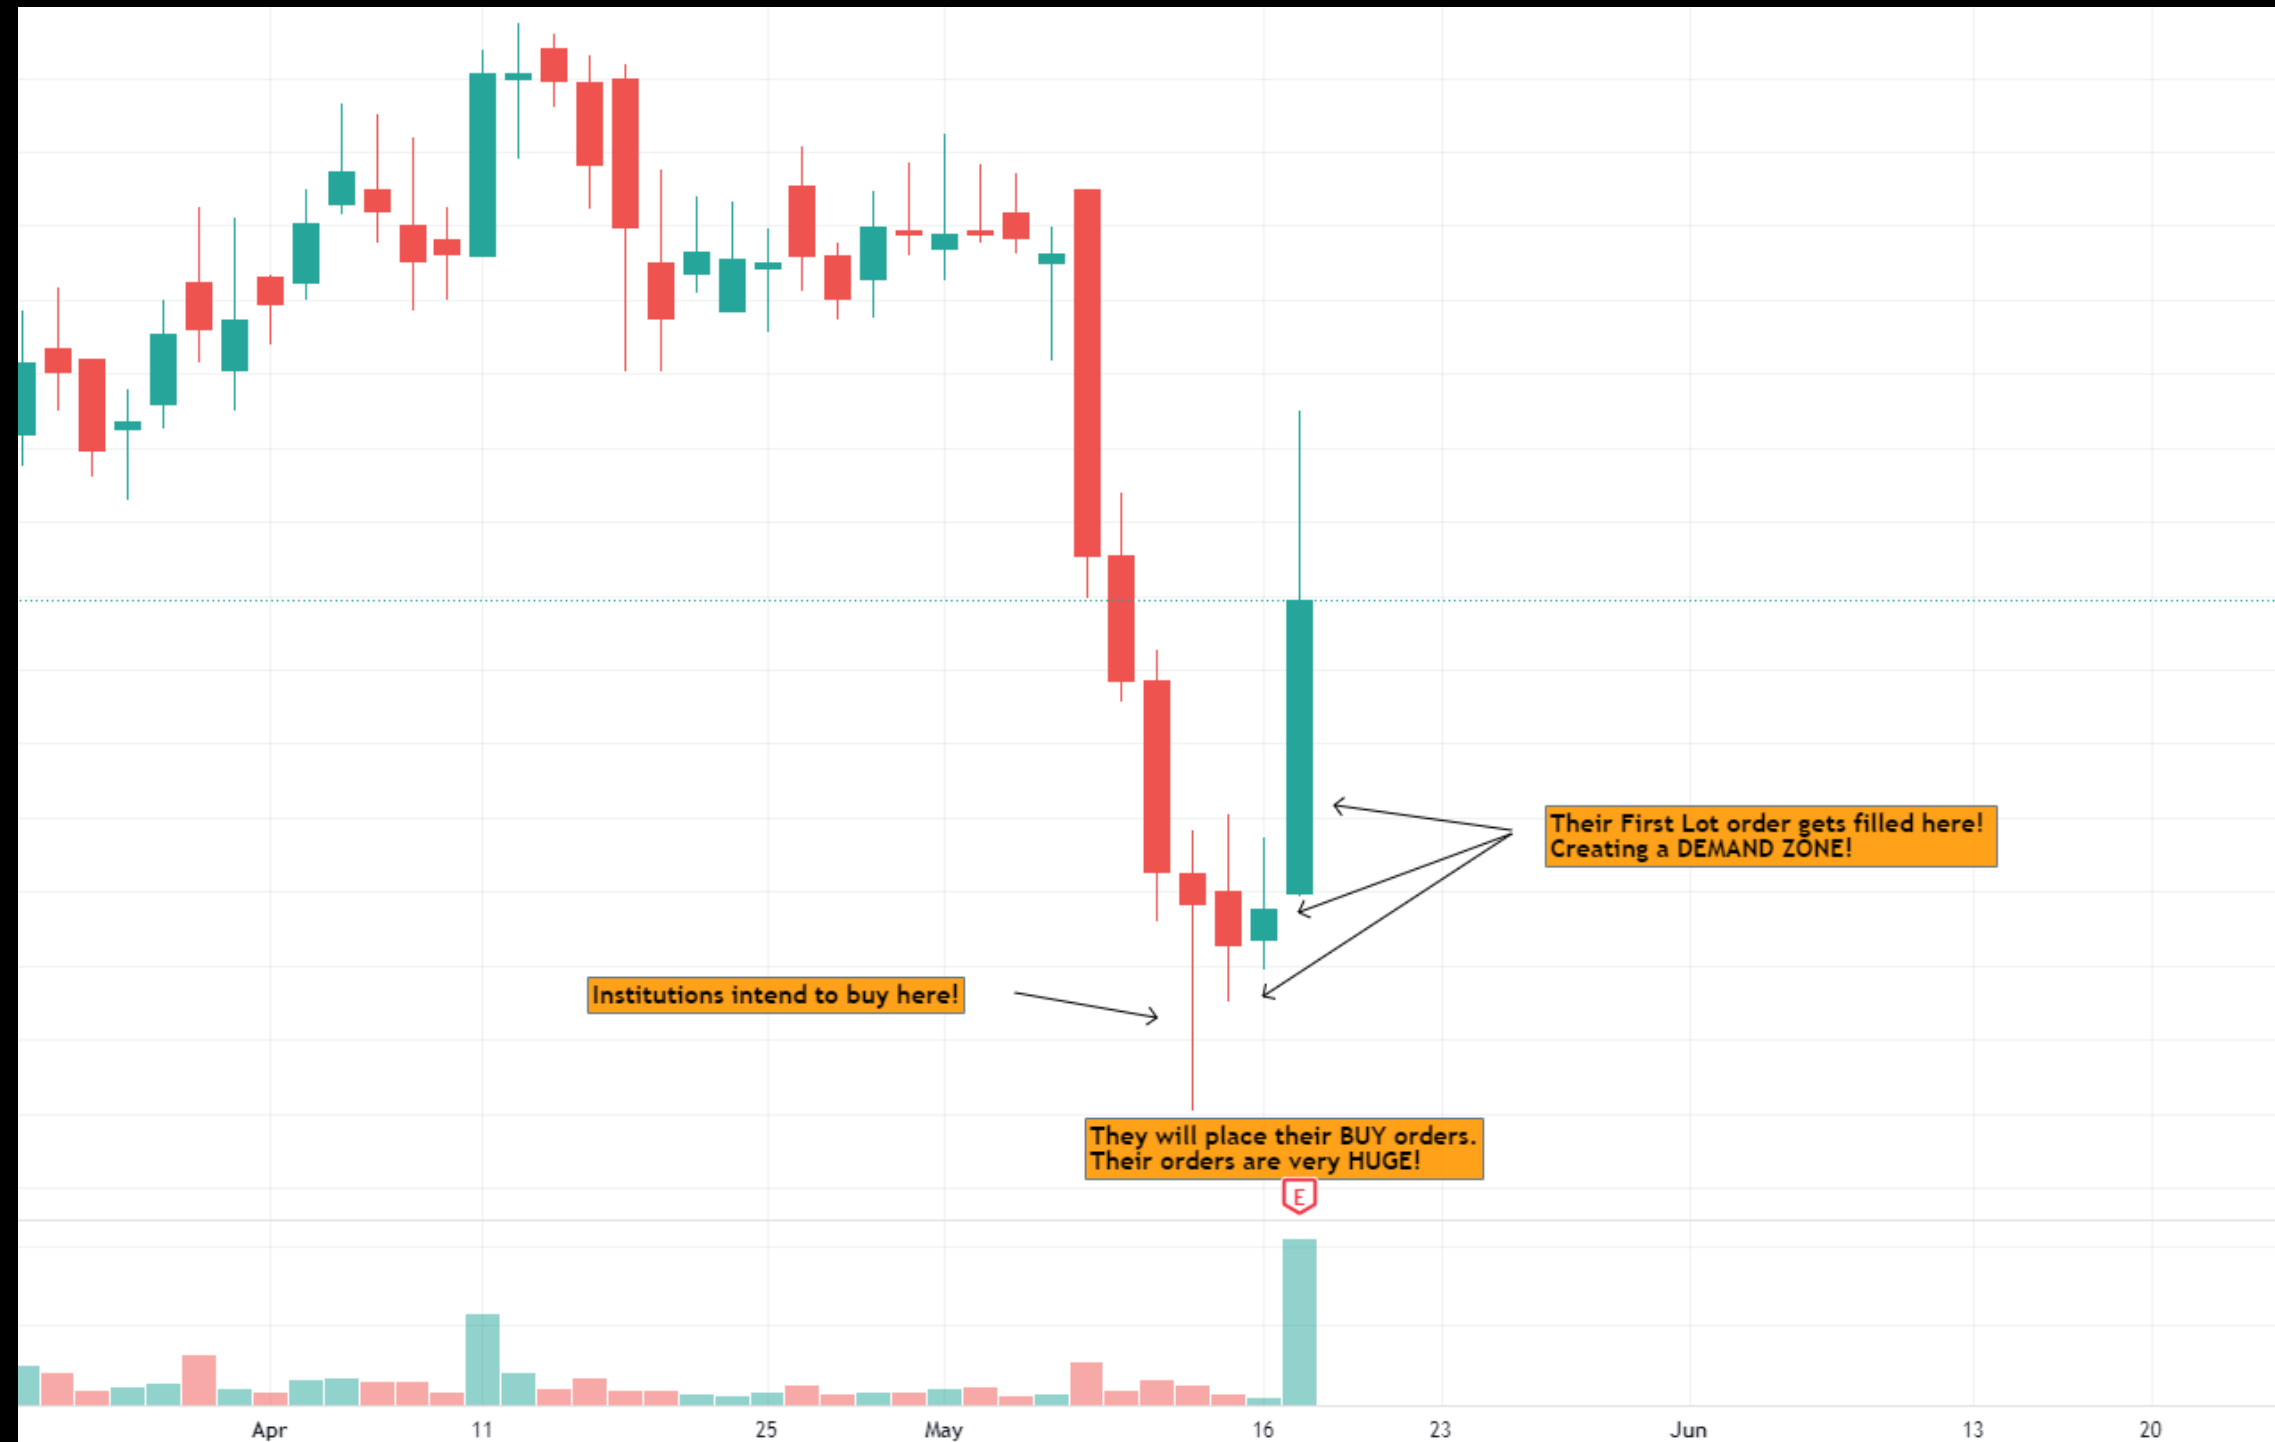 Their First Lot order gets filled here!
Creating a DEMAND ZONE!
Institutions intend to buy here!
They will place their BUY orders.
Their orders are very HUGE!
E
Apr 11 25 May 16 23 Jun 13 20